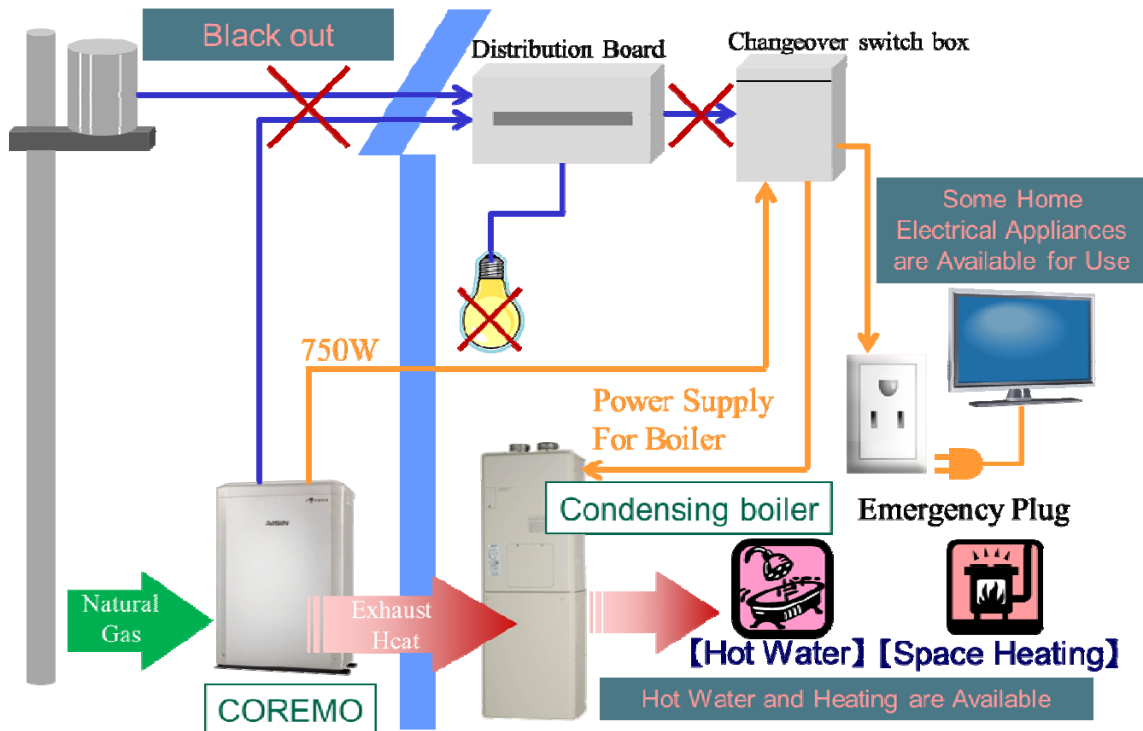 Black out
Distribution Board
Changeover switch box
Some Home
Electrical Appliances
are Available for Use
750W
Power Supply
For Boiler
Condensing boiler
Emergency Plug
AISIN
Natural
Gas
Exhaust
Heat
【Hot Water】【Space Heating】
COREMO
Hot Water and Heating are Available